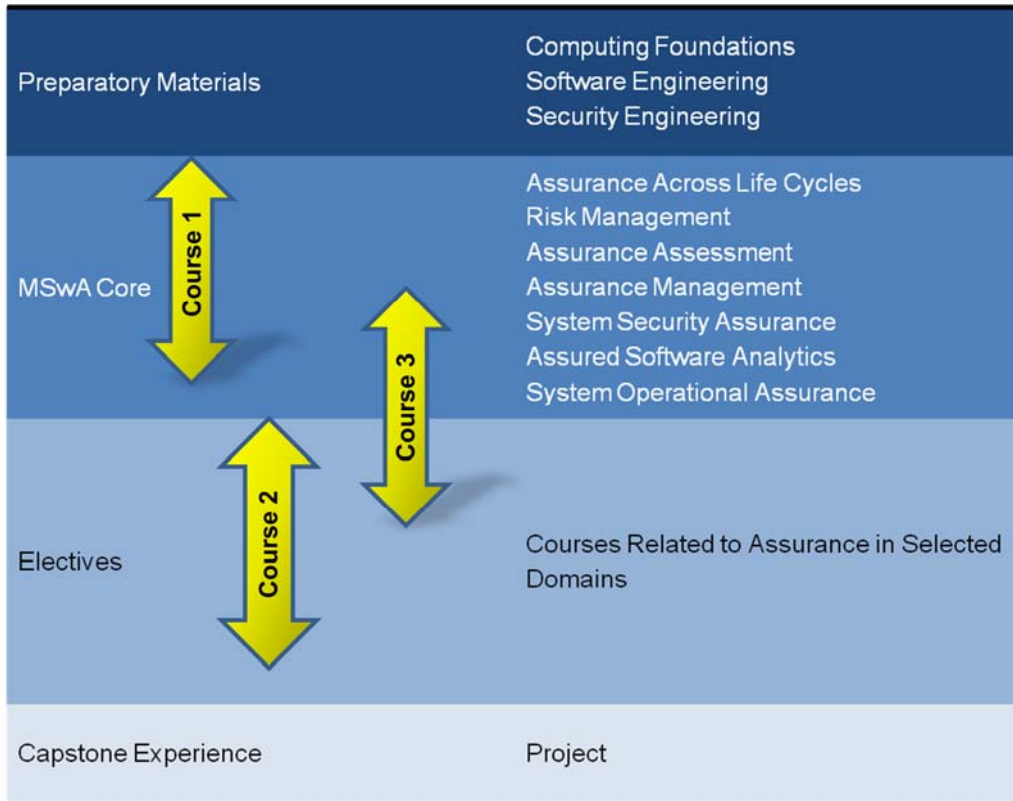 Preparatory Materials
Computing Foundations
Software Engineering
Security Engineering
MSwA Core
Course 1
Assurance Across Life Cycles
Risk Management
Assurance Assessment
Assurance Management
System Security Assurance
Assured Software Analytics
System Operational Assurance
Course 3
Electives
Course 2
Courses Related to Assurance in Selected
Domains
Capstone Experience
Project